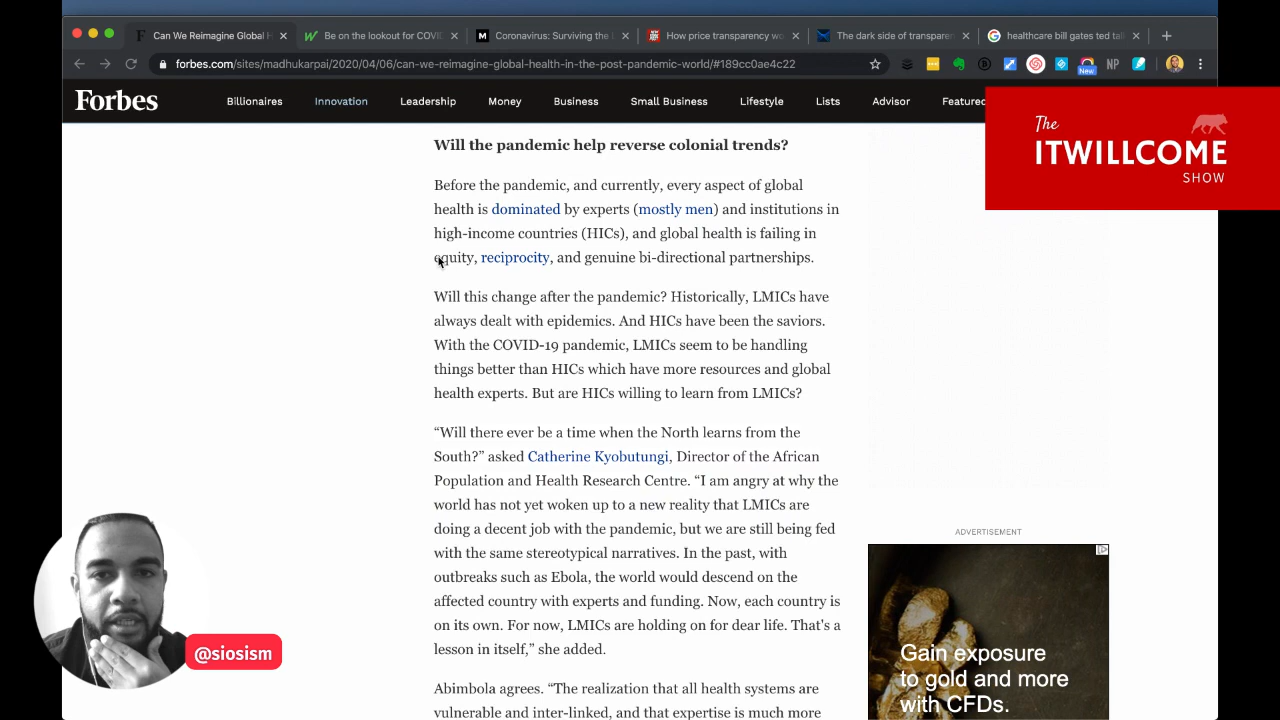 Can We Reimagine Global H
Be on the lookout for COVI
Coronavirus: Surviving the
How price transparency wo
The dark side of transparen
healthcare bill gates ted tal
forbes.com/sites/madhukarpai/2020/04/06/can-we-reimagine-global-health-in-the-post-pandemic-world/#189cc0ae4c22
New
NP
Forbes
Billionaires
Innovation
Leadership
Money
Business
Small Business
Lifestyle
Lists
Advisor
Featured
The
ITWILLCOME
SHOW
Will the pandemic help reverse colonial trends?
Before the pandemic, and currently, every aspect of global
health is dominated by experts (mostly men) and institutions in
high-income countries (HICs), and global health is failing in
equity, reciprocity, and genuine bi-directional partnerships.
Will this change after the pandemic? Historically, LMICs have
always dealt with epidemics. And HICs have been the saviors.
With the COVID-19 pandemic, LMICs seem to be handling
things better than HICs which have more resources and global
health experts. But are HICs willing to learn from LMICs?
“Will there ever be a time when the North learns from the
South?” asked Catherine Kyobutungi, Director of the African
Population and Health Research Centre. “I am angry at why the
world has not yet woken up to a new reality that LMICs are
doing a decent job with the pandemic, but we are still being fed
with the same stereotypical narratives. In the past, with
outbreaks such as Ebola, the world would descend on the
affected country with experts and funding. Now, each country is
on its own. For now, LMICs are holding on for dear life. That's a
lesson in itself,” she added.
Abimbola agrees. “The realization that all health systems are
vulnerable and inter-linked, and that expertise is much more
ADVERTISEMENT
Gain exposure
to gold and more
with CFDs.
@siosism